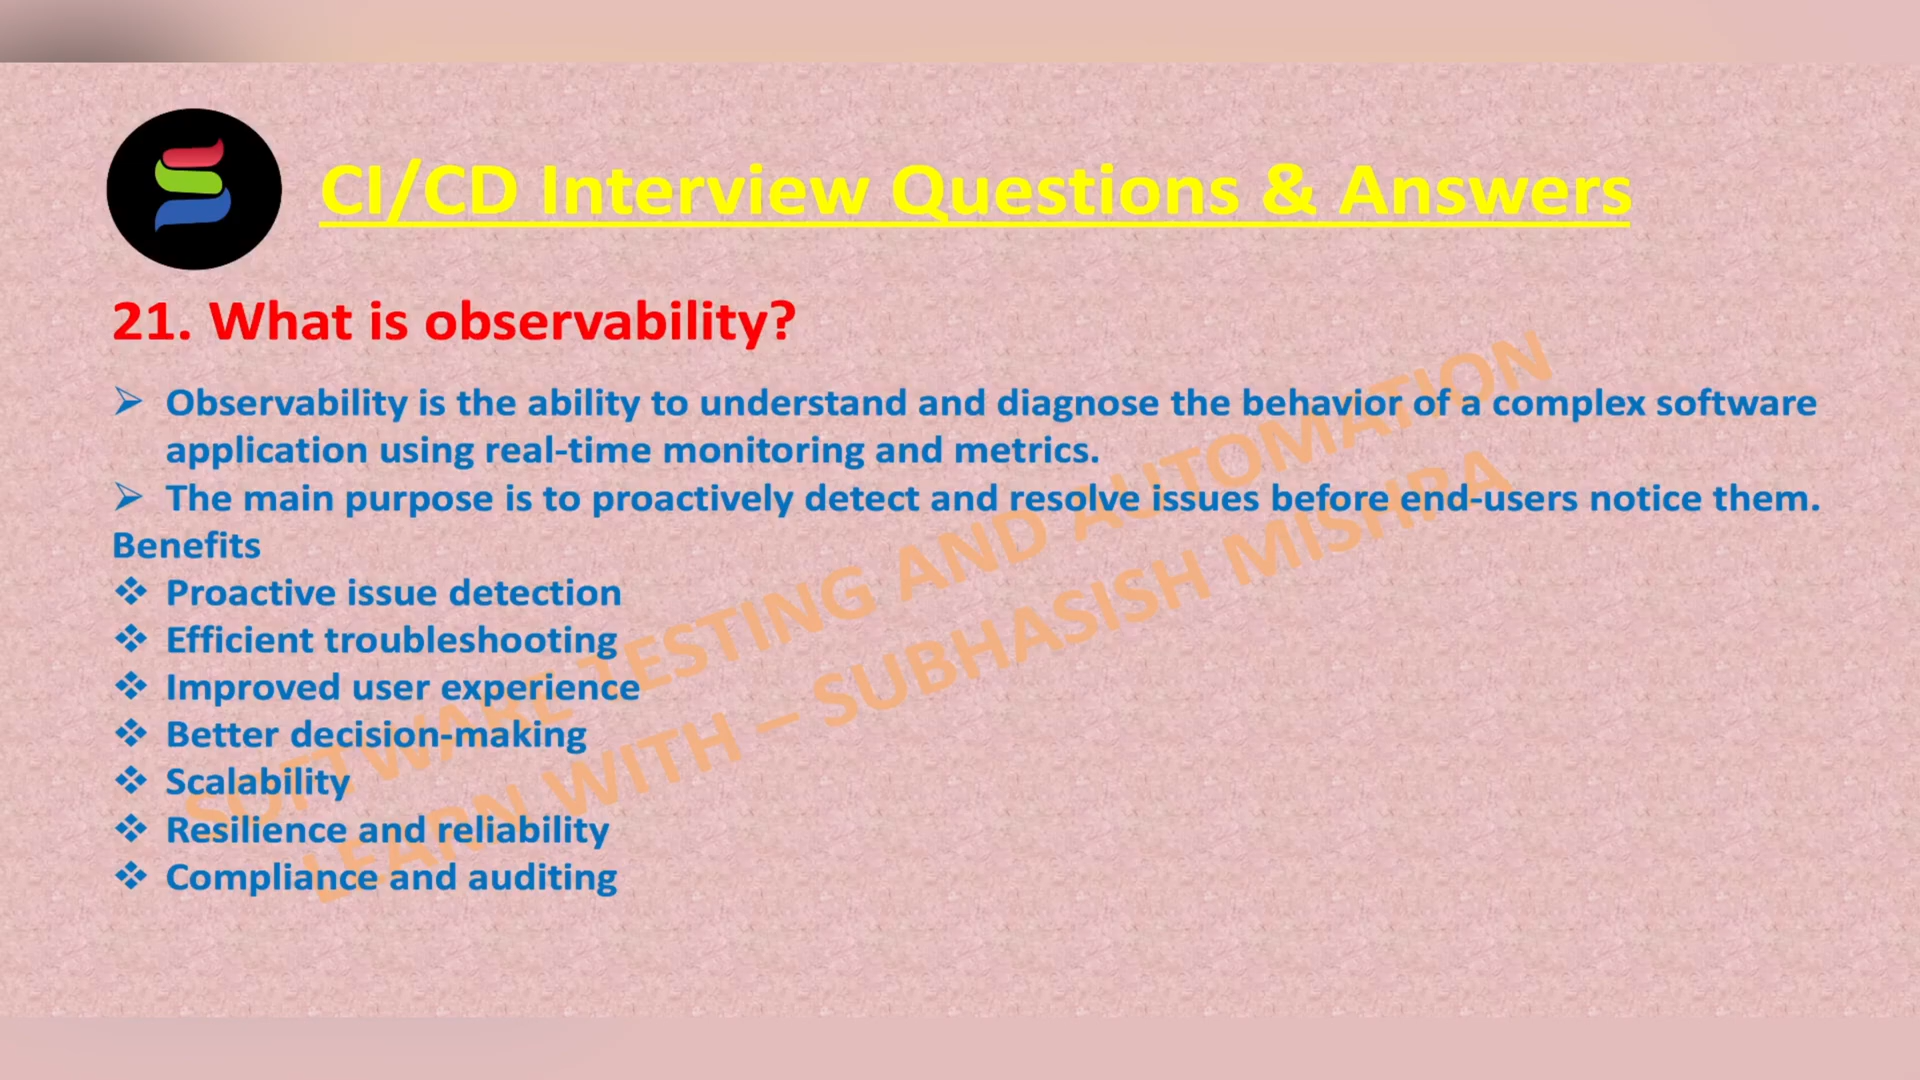 CI/CD Interview Questions & Answers
21. What is observability?
Observability is the ability to understand and diagnose the behavior of a complex software
application using real-time monitoring and metrics.
The main purpose is to proactively detect and resolve issues before end-users notice them.
Benefits
Proactive issue detection
Efficient troubleshooting
Improved user experience
Better decision-making
Scalability
Resilience and reliability
Compliance and auditing
SOFTWARE TESTING AND AUTOMATION
LEARN WITH – SUBHASISH MISHRA